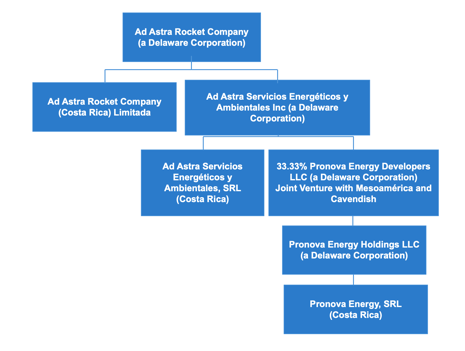 Ad Astra Rocket Company
(a Delaware Corporation)
Ad Astra Rocket Company
(Costa Rica) Limitada
Ad Astra Servicios Energéticos y
Ambientales Inc (a Delaware
Corporation)
Ad Astra Servicios
Energéticos y
Ambientales, SRL
(Costa Rica)
33.33% Pronova Energy Developers
LLC (a Delaware Corporation)
Joint Venture with Mesoamérica and
Cavendish
Pronova Energy Holdings LLC
(a Delaware Corporation)
Pronova Energy, SRL
(Costa Rica)